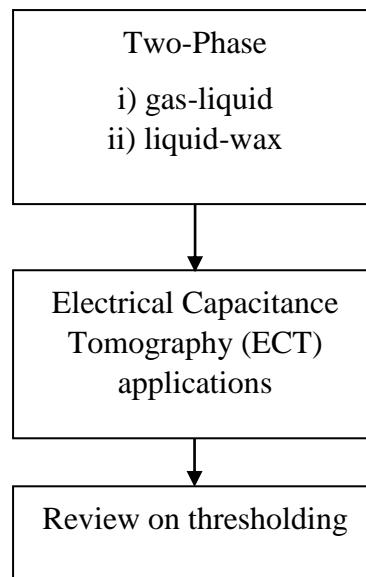 Two-Phase
i) gas-liquid
ii) liquid-wax
Electrical Capacitance
Tomography (ECT)
applications
Review on thresholding